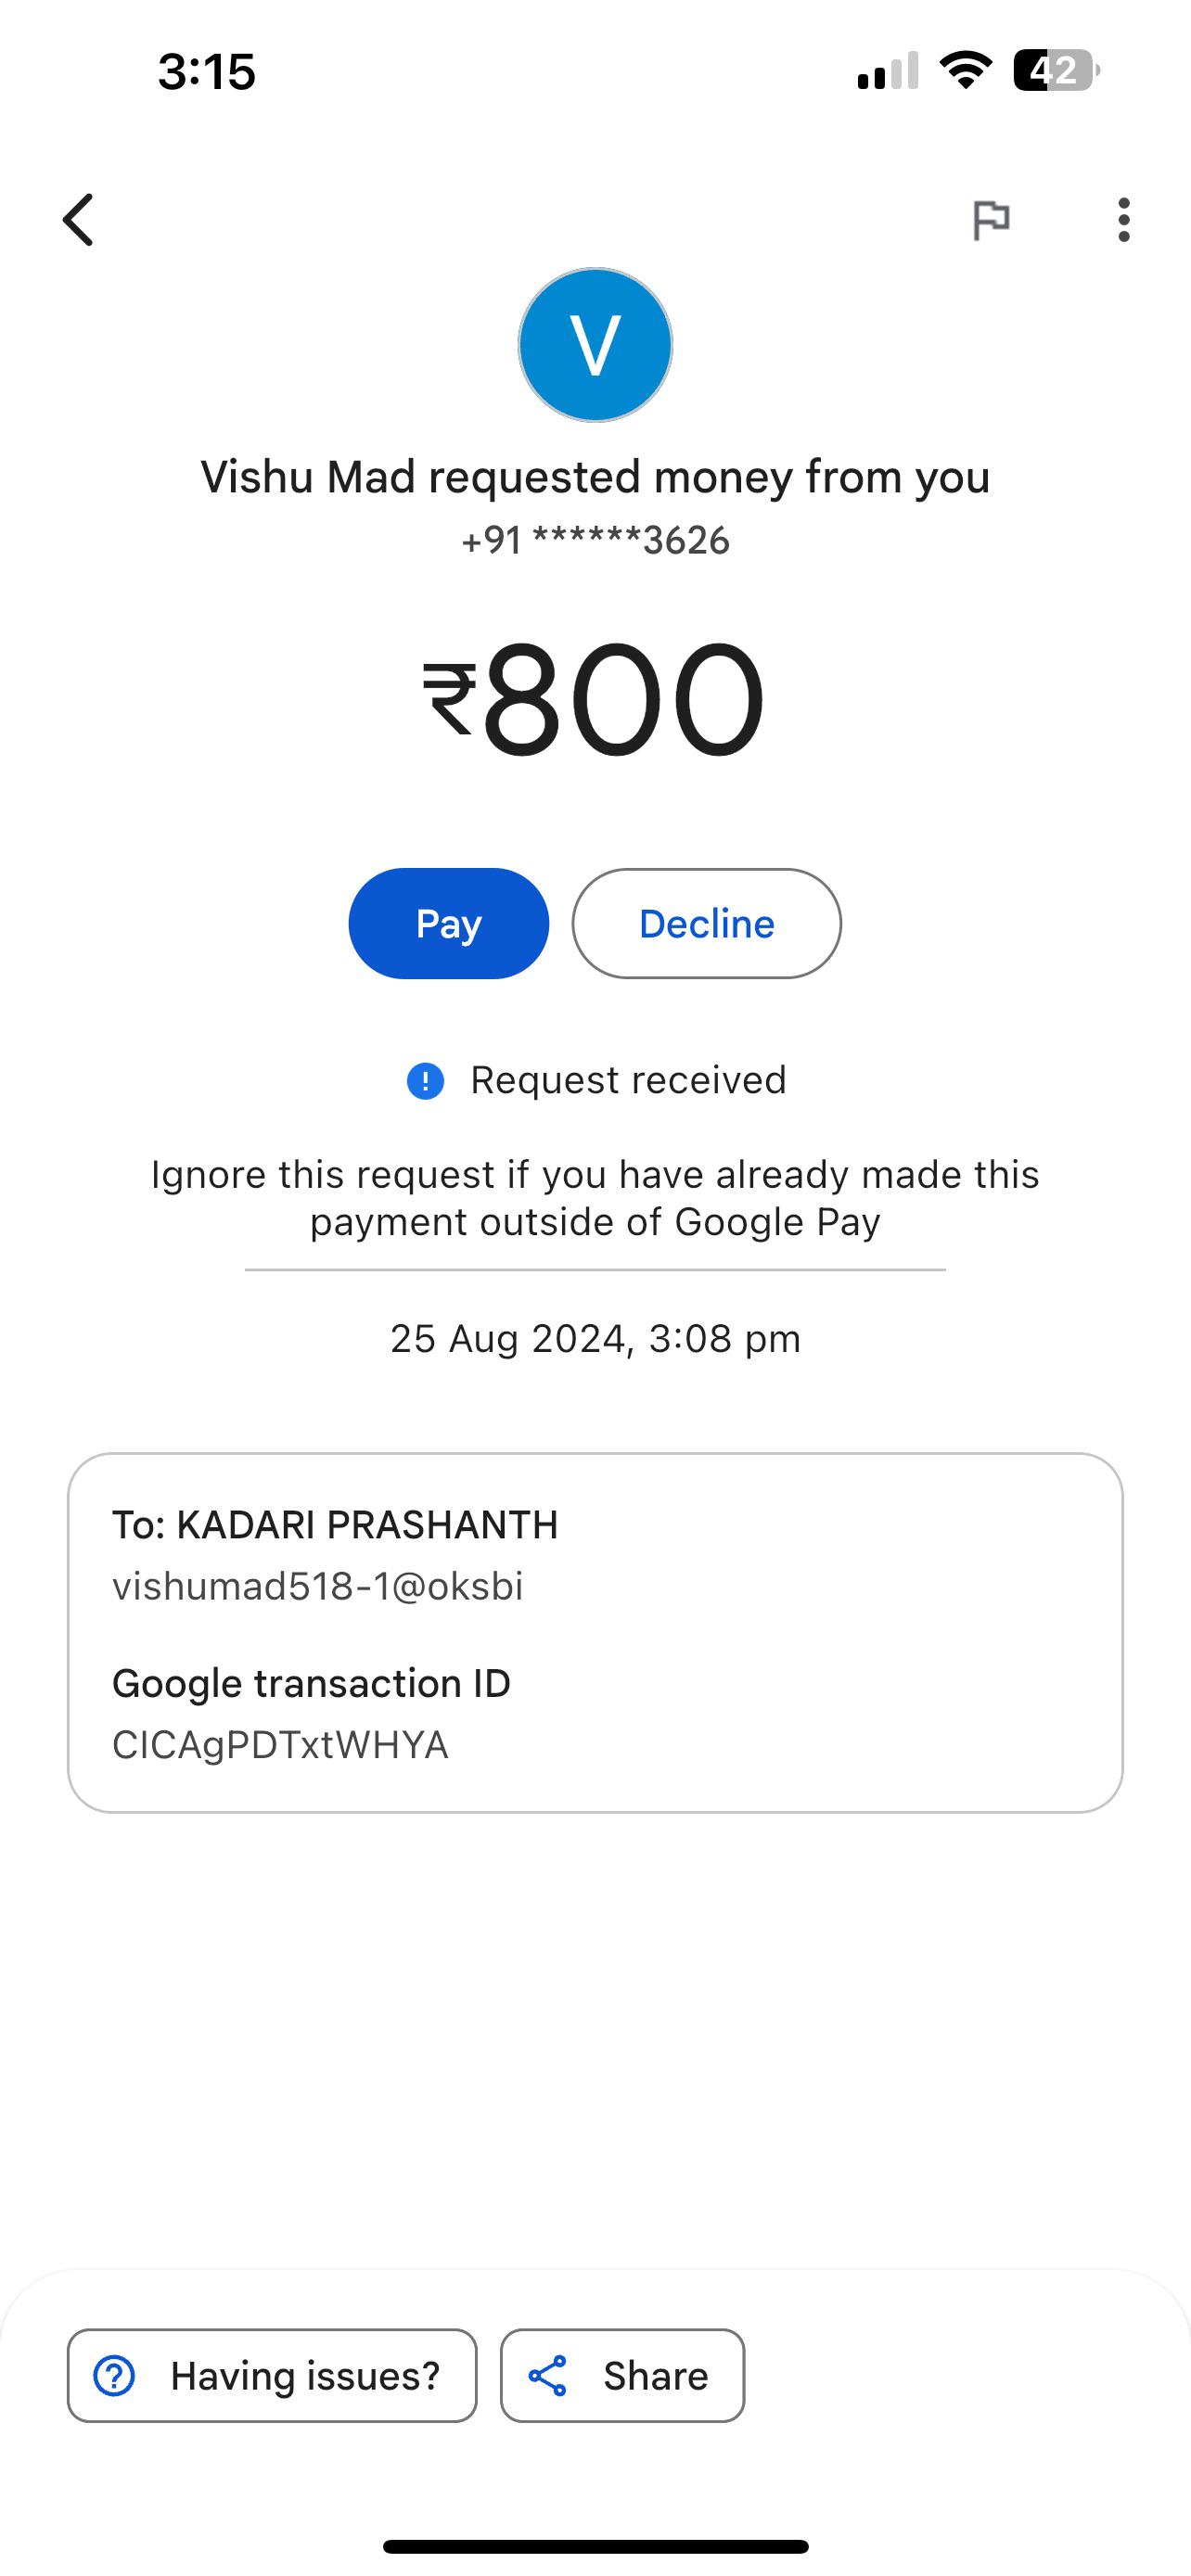 3:15
42
V
Vishu Mad requested money from you
+91 ******3626
₹800
Pay
Decline
! Request received
Ignore this request if you have already made this
payment outside of Google Pay
25 Aug 2024, 3:08 pm
To: KADARI PRASHANTH
vishumad518-1@oksbi
Google transaction ID
CICAgPDTxtWHYA
? Having issues?
Share